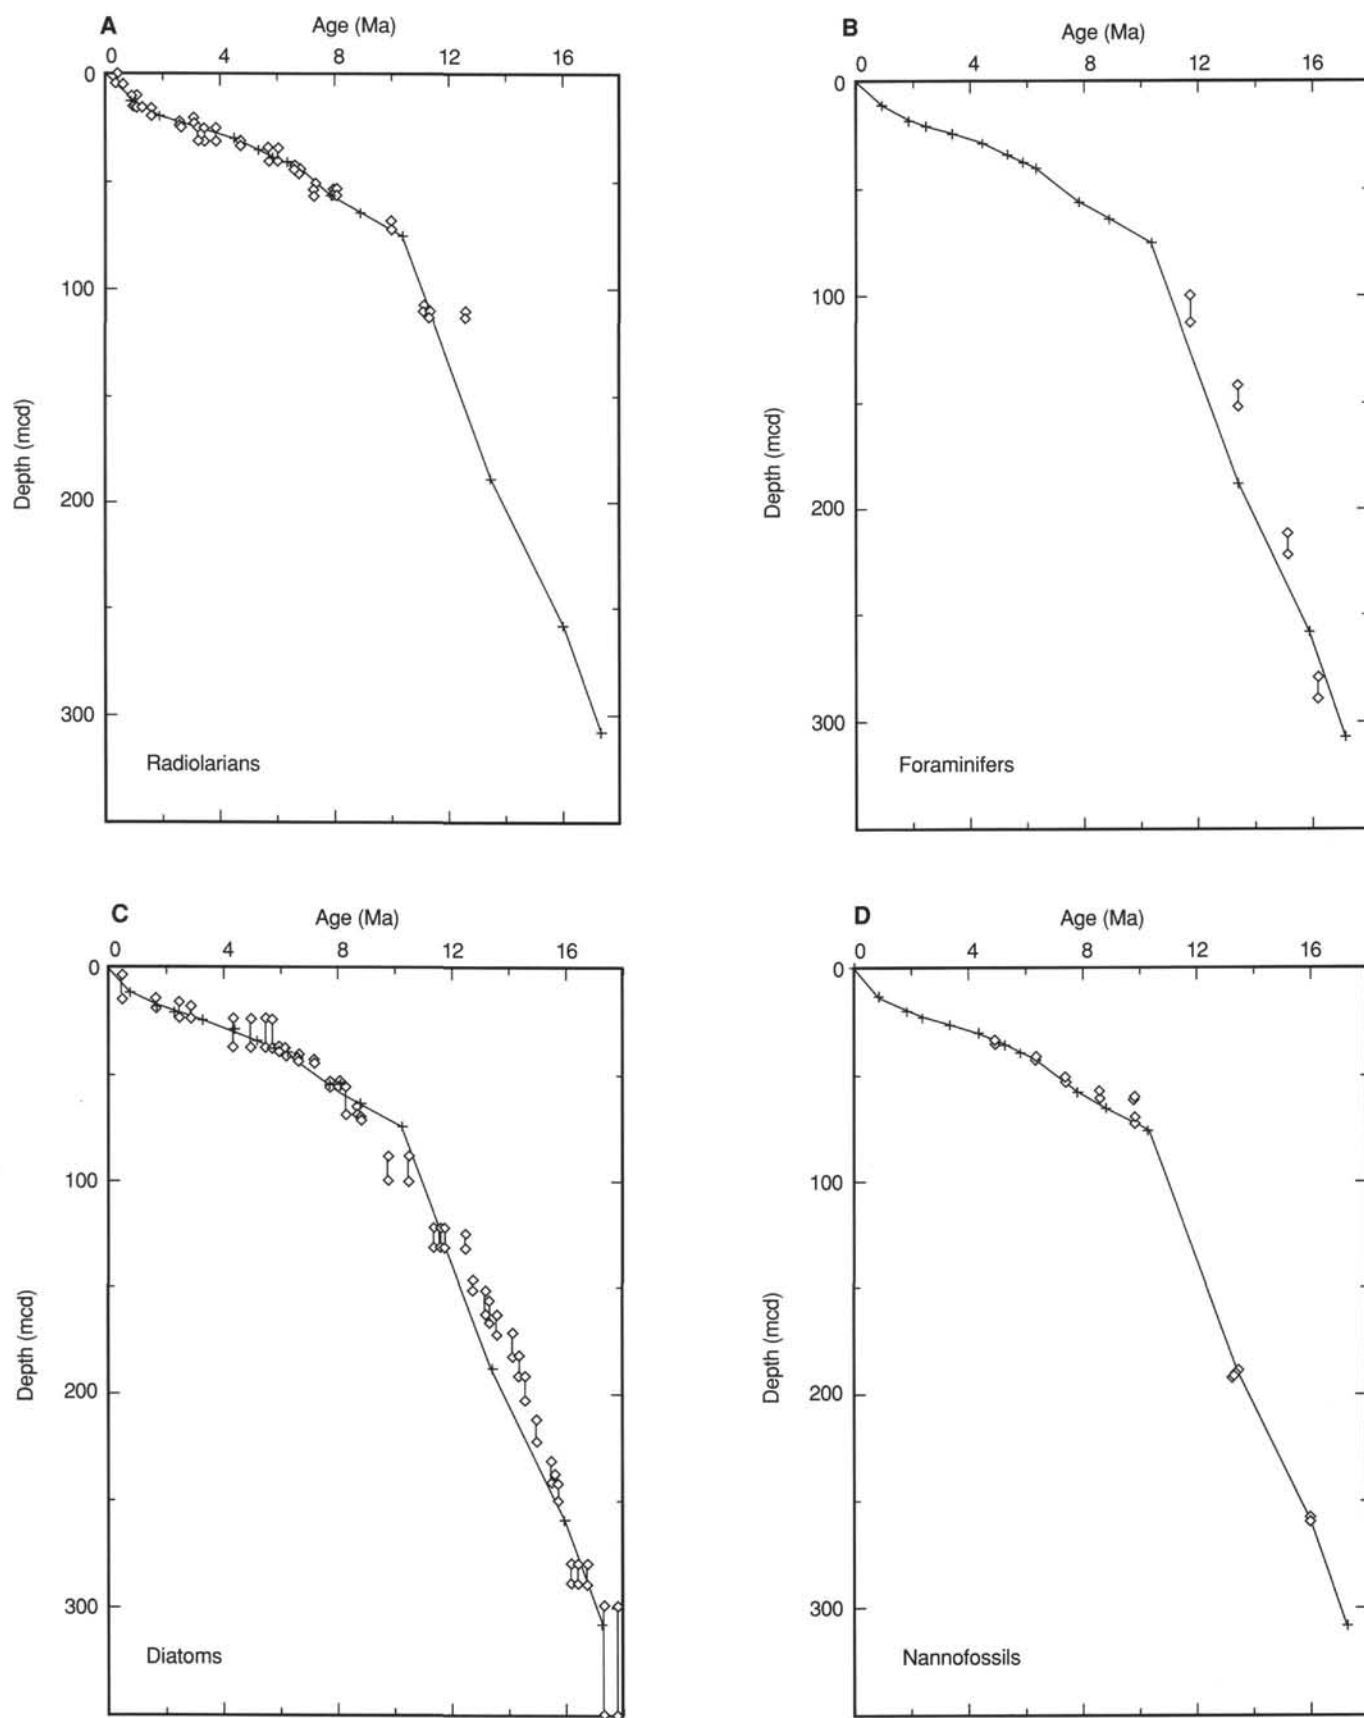 A
Age (Ma)
0 4 8 12 16
0
100
200
300
Depth (mcd)
Radiolarians
B
Age (Ma)
0 4 8 12 16
0
100
200
300
Depth (mcd)
Foraminifers
C
Age (Ma)
0 4 8 12 16
0
100
200
300
Depth (mcd)
Diatoms
D
Age (Ma)
0 4 8 12 16
0
100
200
300
Depth (mcd)
Nannofossils